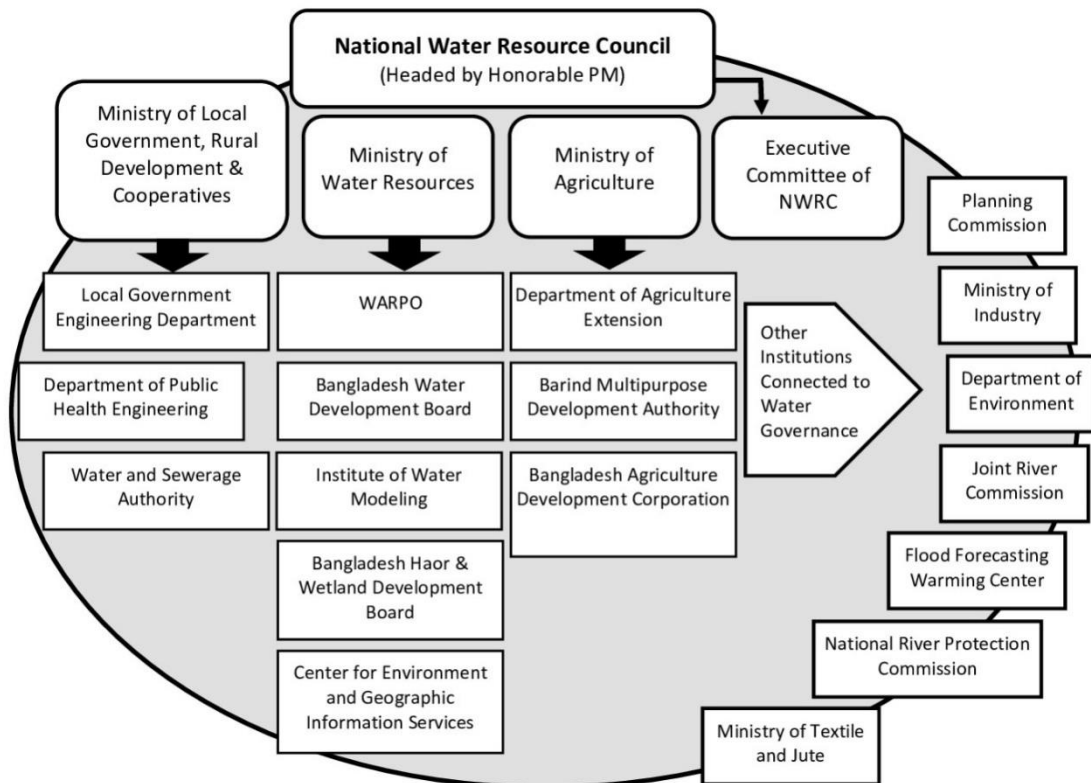 National Water Resource Council
(Headed by Honorable PM)
Ministry of Local
Government, Rural
Development &
Cooperatives
Ministry of
Water Resources
Ministry of
Agriculture
Executive
Committee of
NWRC
Local Government
Engineering Department
Department of Public
Health Engineering
Water and Sewerage
Authority
WARPO
Bangladesh Water
Development Board
Institute of Water
Modeling
Bangladesh Haor &
Wetland Development
Board
Center for Environment
and Geographic
Information Services
Department of Agriculture
Extension
Barind Multipurpose
Development Authority
Bangladesh Agriculture
Development Corporation
Other
Institutions
Connected to
Water
Governance
Planning
Commission
Ministry of
Industry
Department of
Environment
Joint River
Commission
Flood Forecasting
Warming Center
National River Protection
Commission
Ministry of Textile
and Jute